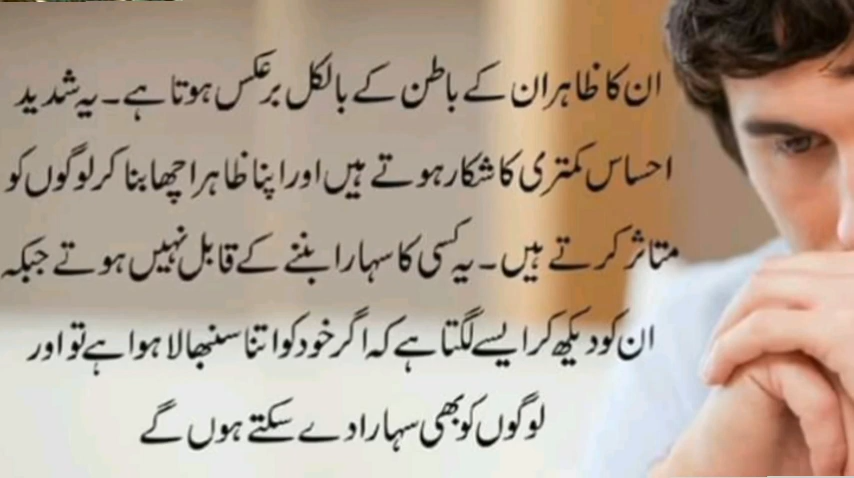 ان کا ظاہر ان کے باطن کے بالکل برعکس ہوتا ہے۔ یہ شدید
احساس کمتری کا شکار ہوتے ہیں اور اپنا ظاہر اچھا بنا کر لوگوں کو
متاثر کرتے ہیں۔ یہ کسی کا سہارا بننے کے قابل نہیں ہوتے جبکہ
ان کو دیکھ کر ایسے لگتا ہے کہ اگر خود کو اتنا سنبھالا ہوا ہے تو اور
لوگوں کو بھی سہارا دے سکتے ہوں گے